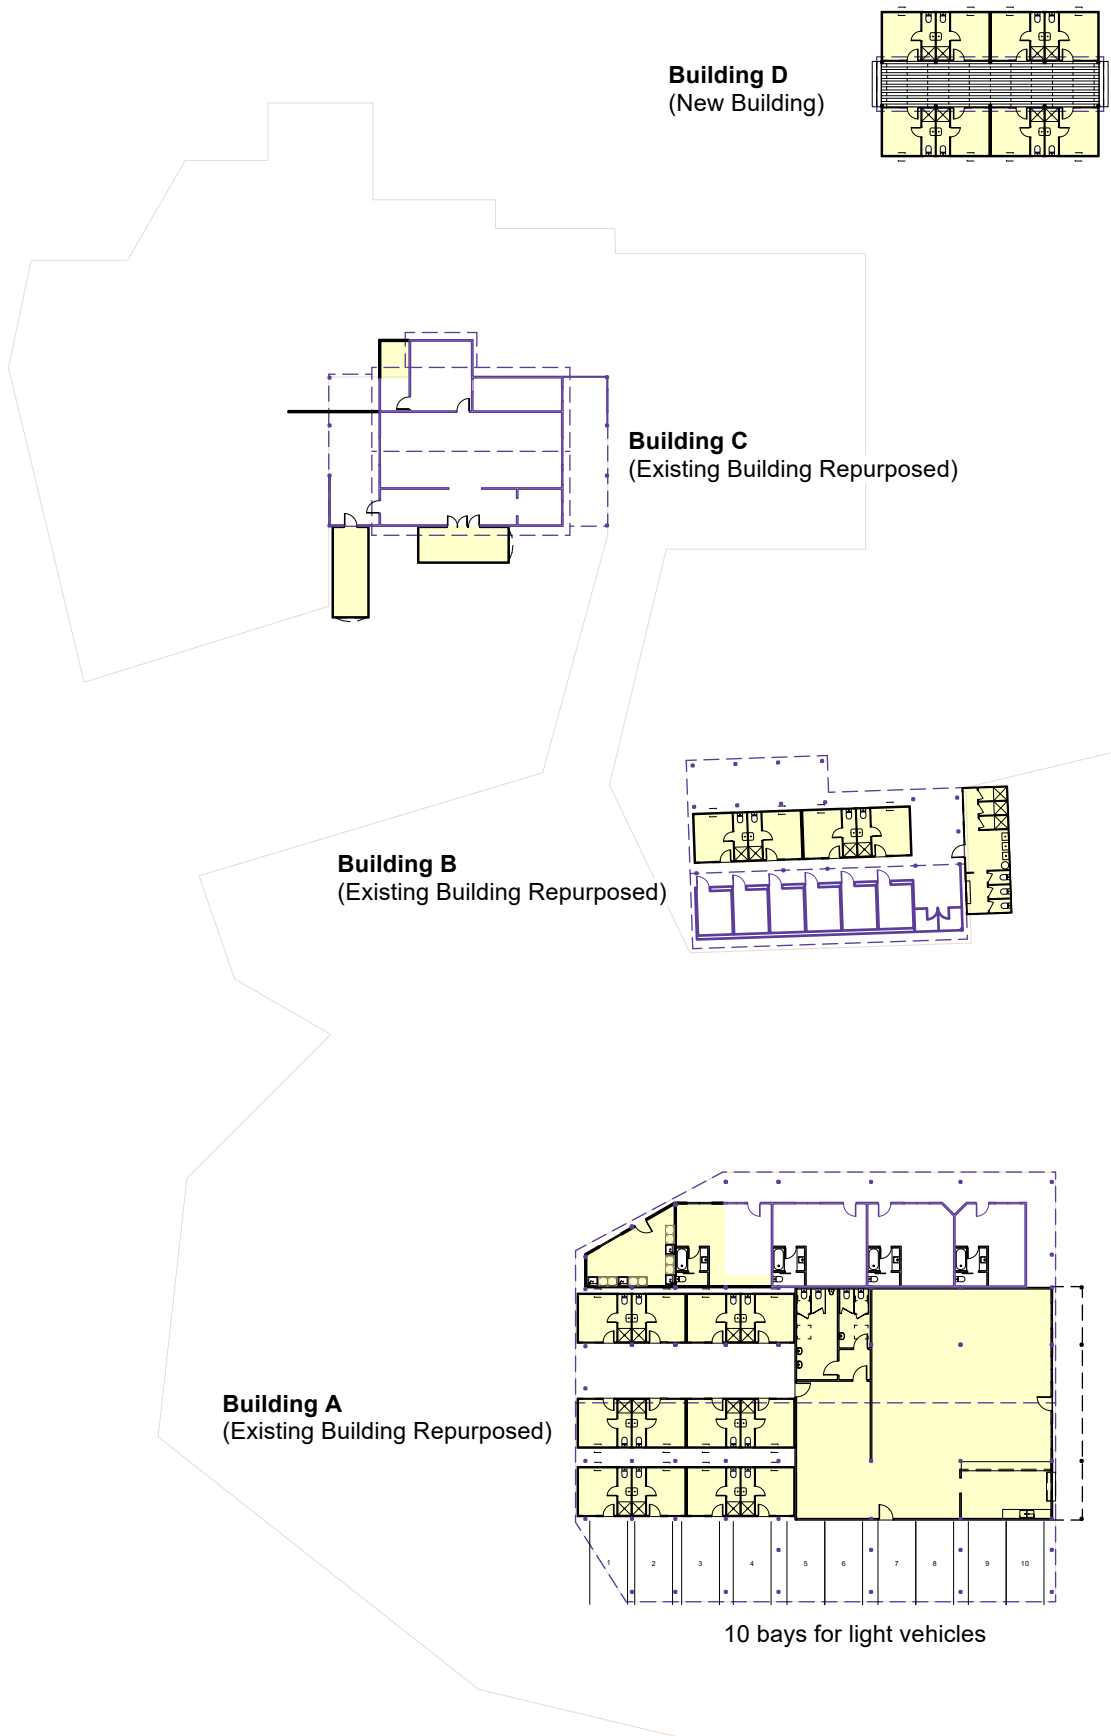 Building D
(New Building)
Building C
(Existing Building Repurposed)
Building B
(Existing Building Repurposed)
Building A
(Existing Building Repurposed)
1 2 3 4 5 6 7 8 9 10
10 bays for light vehicles